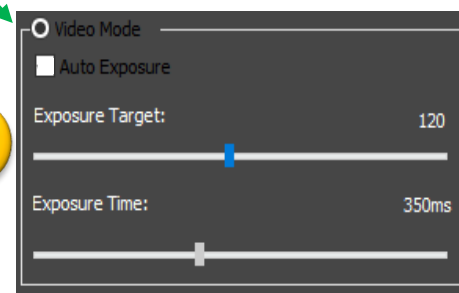 Video Mode
Auto Exposure
Exposure Target: 120
Exposure Time: 350ms